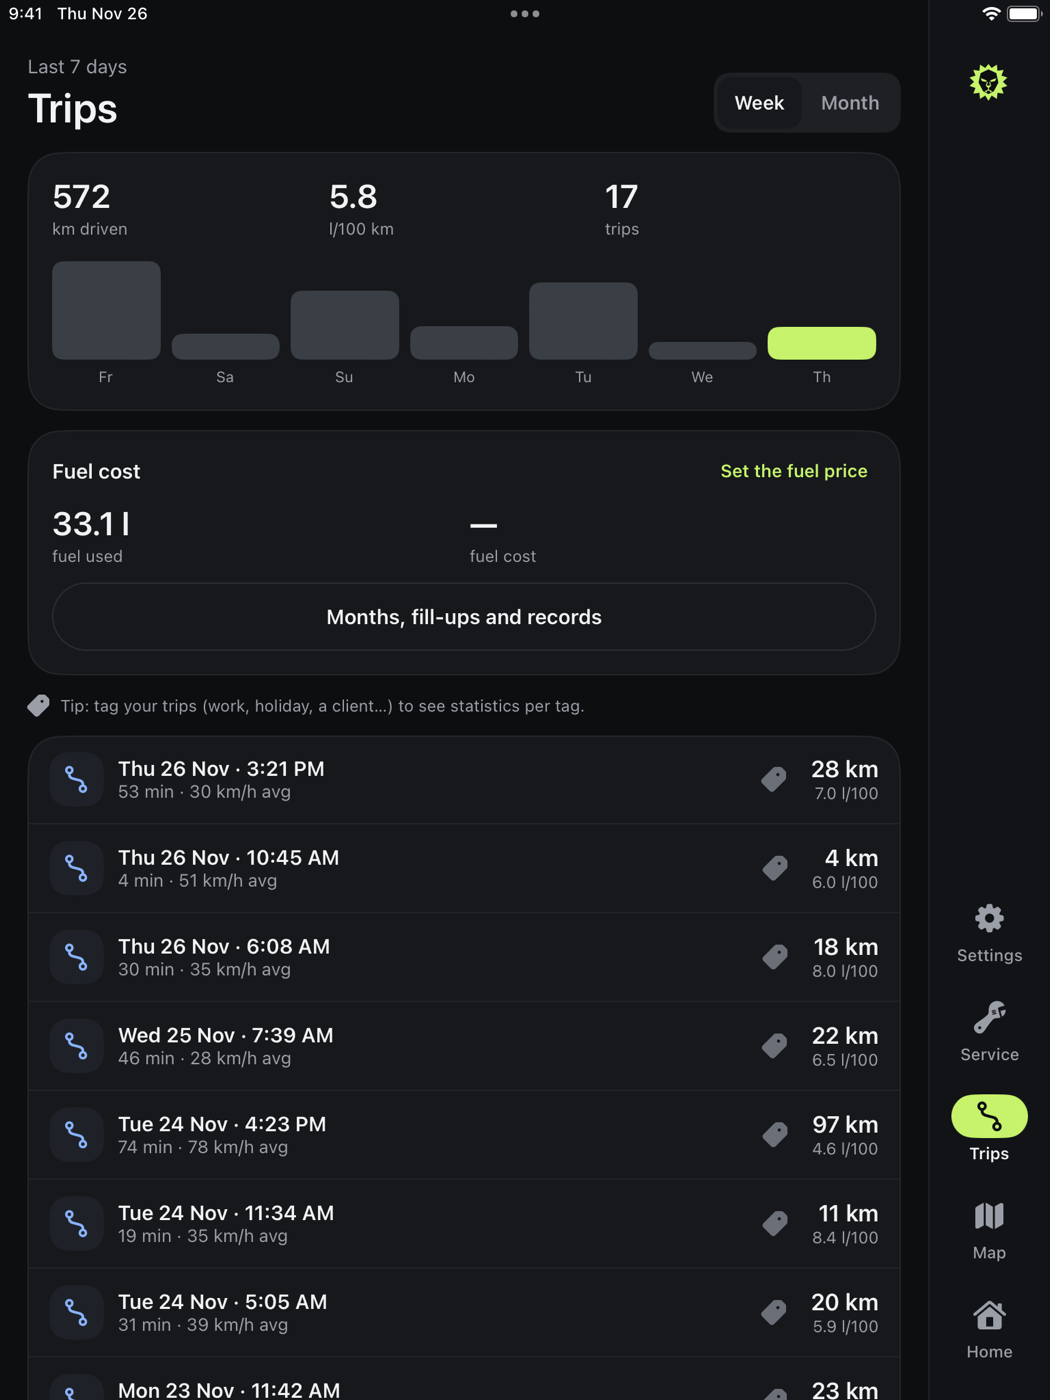 9:41 Thu Nov 26
Last 7 days
Trips
Week Month
572 5.8 17
km driven l/100 km trips
Fr Sa Su Mo Tu We Th
Fuel cost Set the fuel price
33.1 l —
fuel used fuel cost
Months, fill-ups and records
Tip: tag your trips (work, holiday, a client…) to see statistics per tag.
Thu 26 Nov · 3:21 PM 28 km
53 min · 30 km/h avg 7.0 l/100
Thu 26 Nov · 10:45 AM 4 km
4 min · 51 km/h avg 6.0 l/100
Thu 26 Nov · 6:08 AM 18 km
30 min · 35 km/h avg 8.0 l/100
Wed 25 Nov · 7:39 AM 22 km
46 min · 28 km/h avg 6.5 l/100
Tue 24 Nov · 4:23 PM 97 km
74 min · 78 km/h avg 4.6 l/100
Tue 24 Nov · 11:34 AM 11 km
19 min · 35 km/h avg 8.4 l/100
Tue 24 Nov · 5:05 AM 20 km
31 min · 39 km/h avg 5.9 l/100
Mon 23 Nov · 11:42 AM 23 km
Settings
Service
Trips
Map
Home